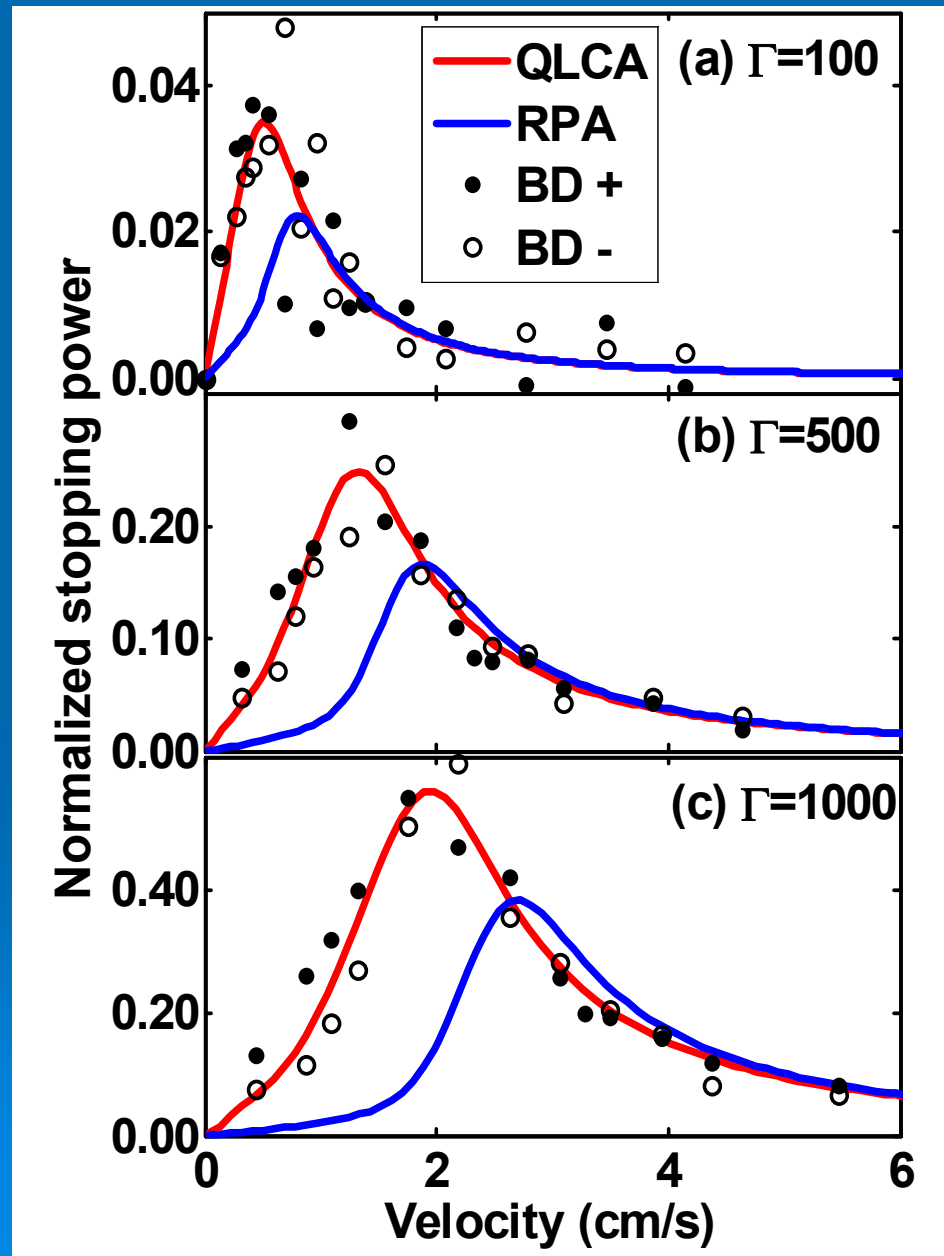 QLCA
RPA
BD +
BD -
(a) Γ=100
0.04
0.02
0.00
(b) Γ=500
0.20
0.10
0.00
(c) Γ=1000
0.40
0.20
0.00
0 2 4 6
Velocity (cm/s)
Normalized stopping power